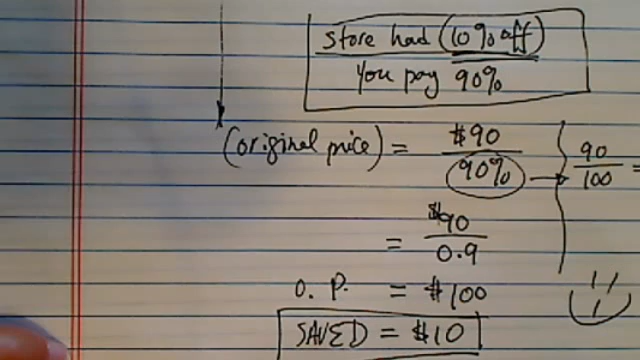 store had (10% off)
you pay 90%
(original price) = $90 / 90% → 90 / 100 =
= $90 / 0.9
O. P. = $100
SAVED = $10